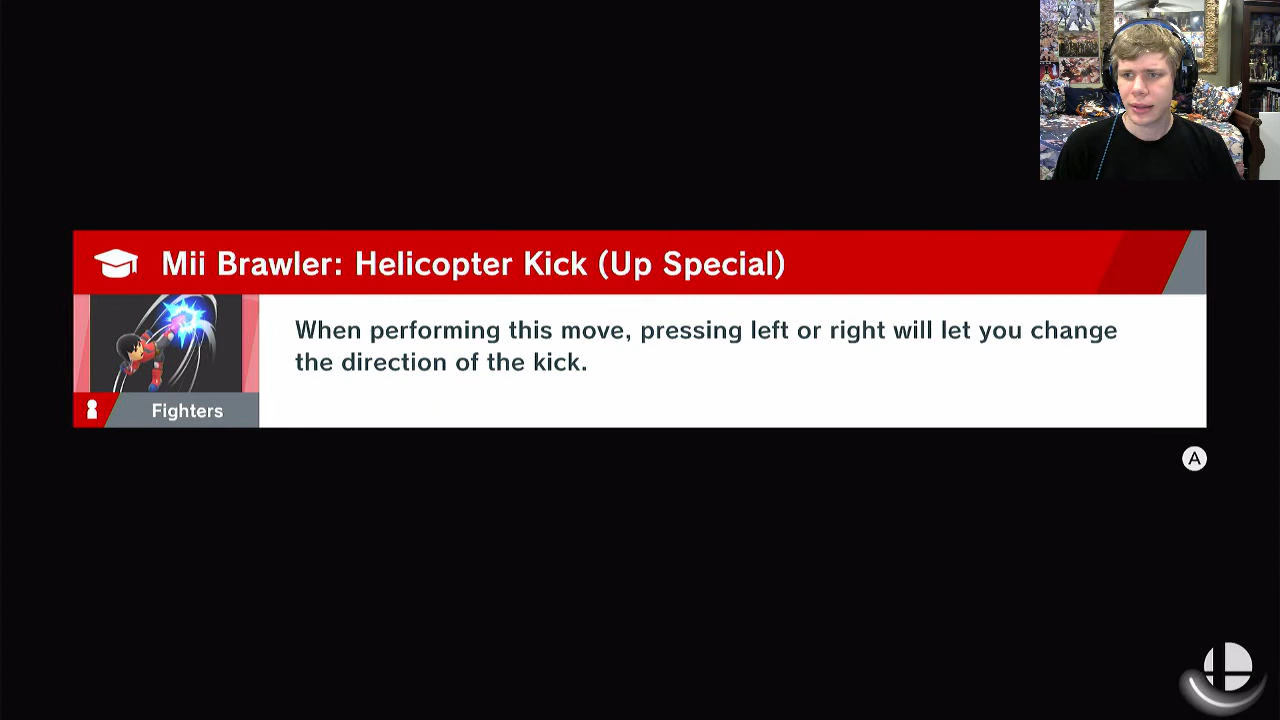 Mii Brawler: Helicopter Kick (Up Special)
When performing this move, pressing left or right will let you change
the direction of the kick.
Fighters
A